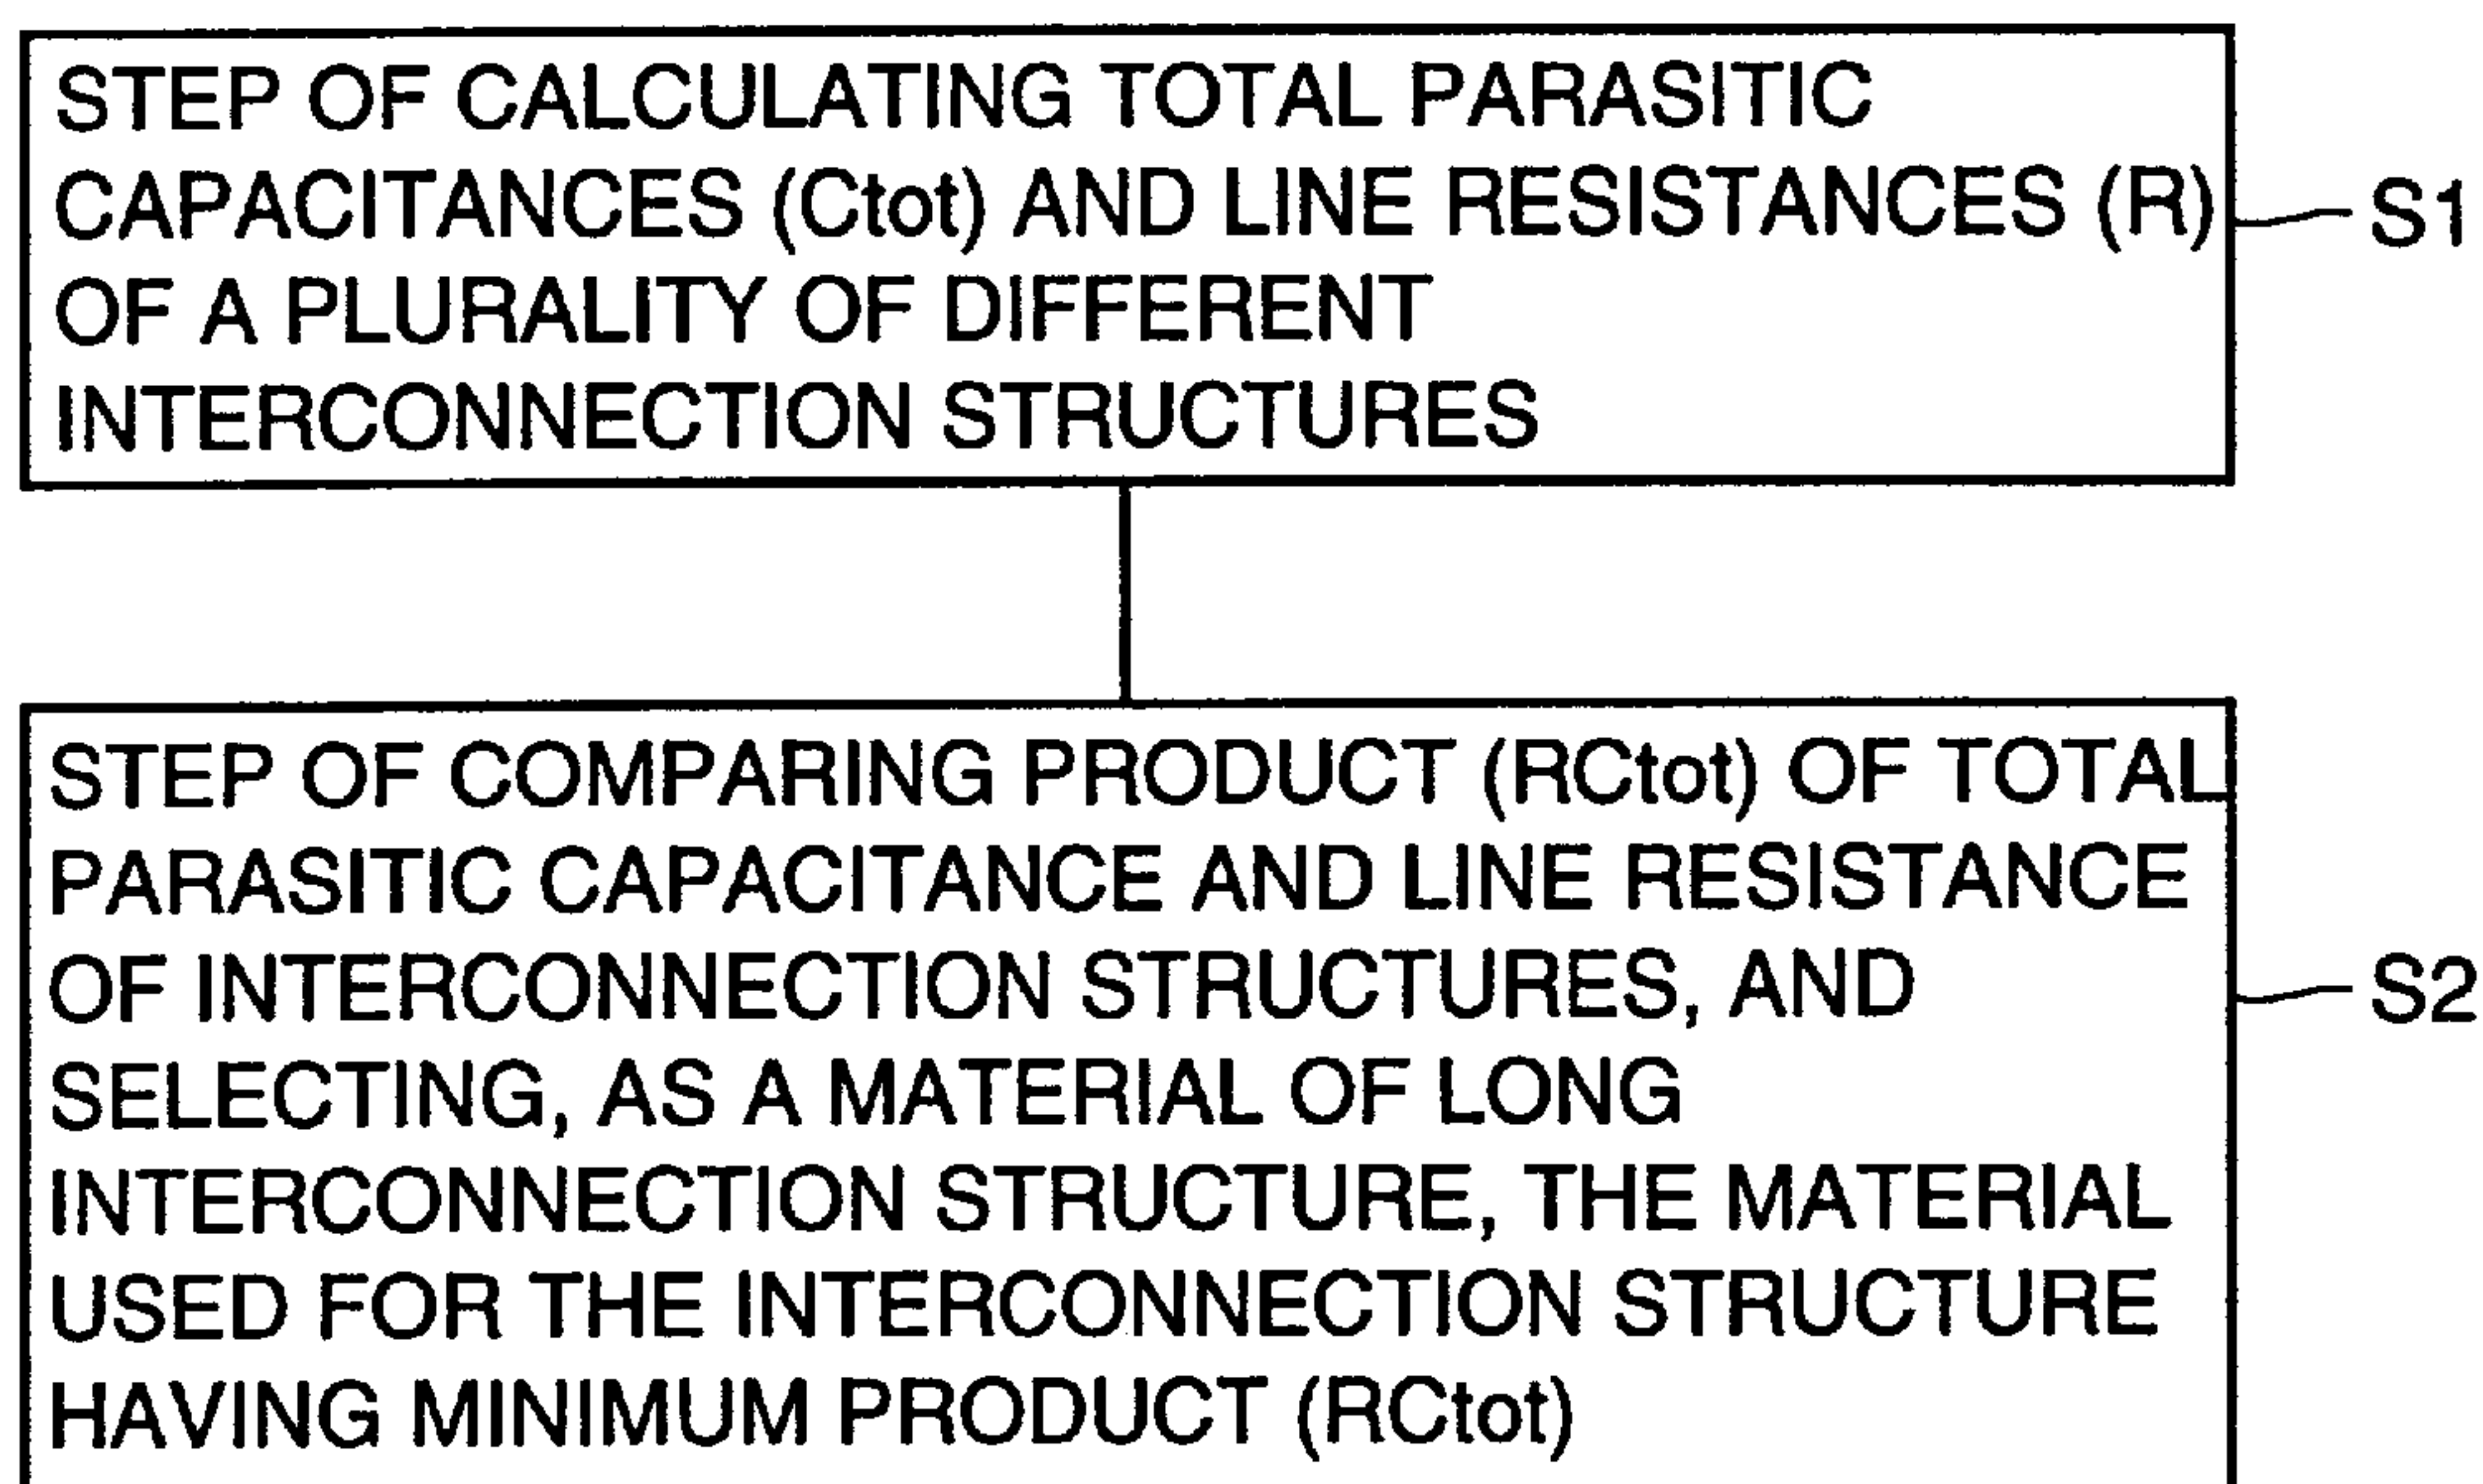 STEP OF CALCULATING TOTAL PARASITIC
CAPACITANCES (Ctot) AND LINE RESISTANCES (R)
OF A PLURALITY OF DIFFERENT
INTERCONNECTION STRUCTURES
S1
STEP OF COMPARING PRODUCT (RCtot) OF TOTAL
PARASITIC CAPACITANCE AND LINE RESISTANCE
OF INTERCONNECTION STRUCTURES, AND
SELECTING, AS A MATERIAL OF LONG
INTERCONNECTION STRUCTURE, THE MATERIAL
USED FOR THE INTERCONNECTION STRUCTURE
HAVING MINIMUM PRODUCT (RCtot)
S2